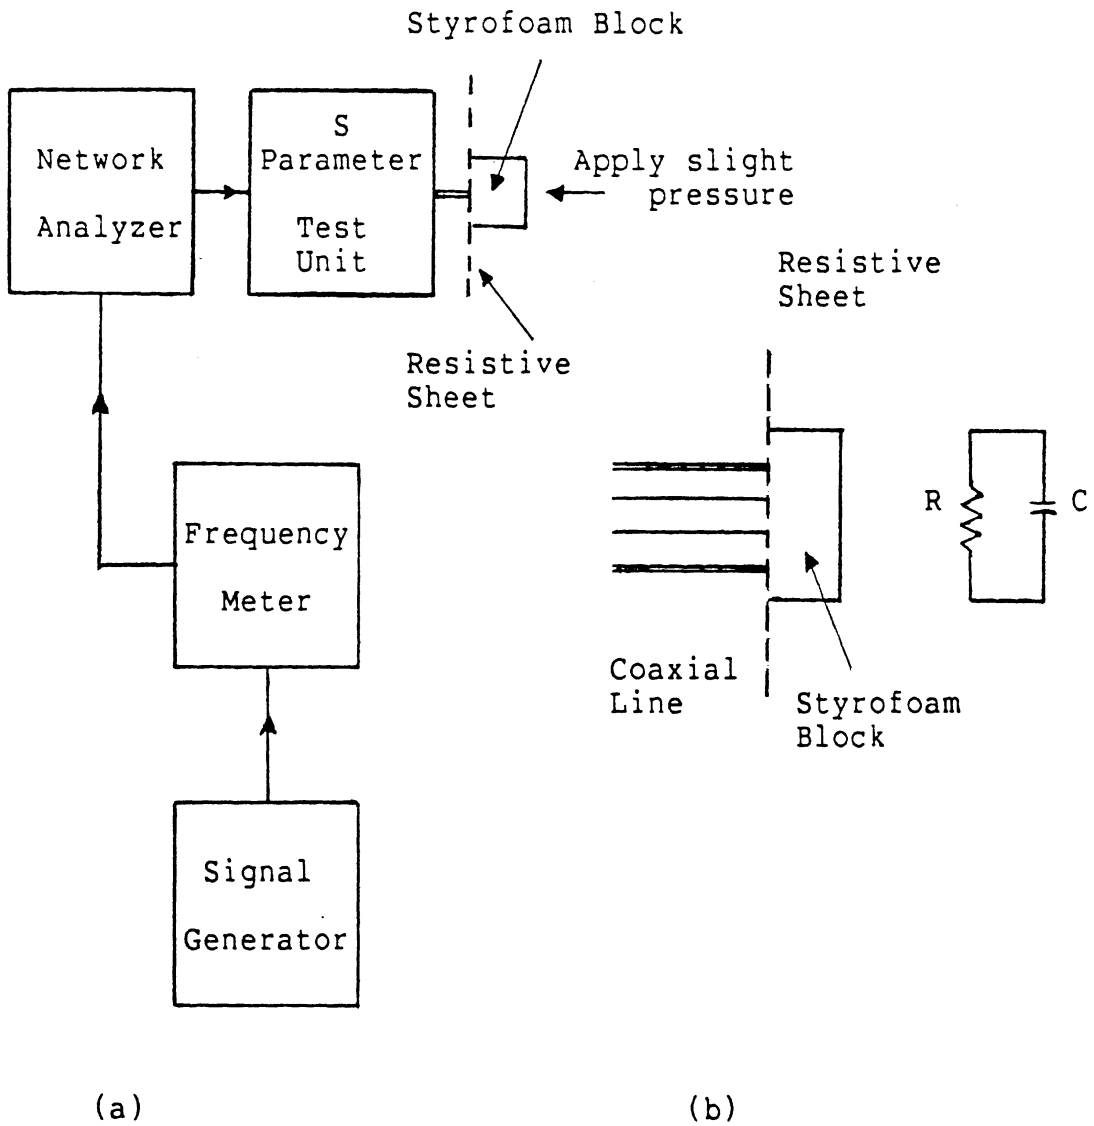 Styrofoam Block
Network
Analyzer
S
Parameter
Test
Unit
Apply slight
pressure
Resistive
Sheet
Resistive
Sheet
Frequency
Meter
R
C
Coaxial
Line
Styrofoam
Block
Signal
Generator
(a)
(b)